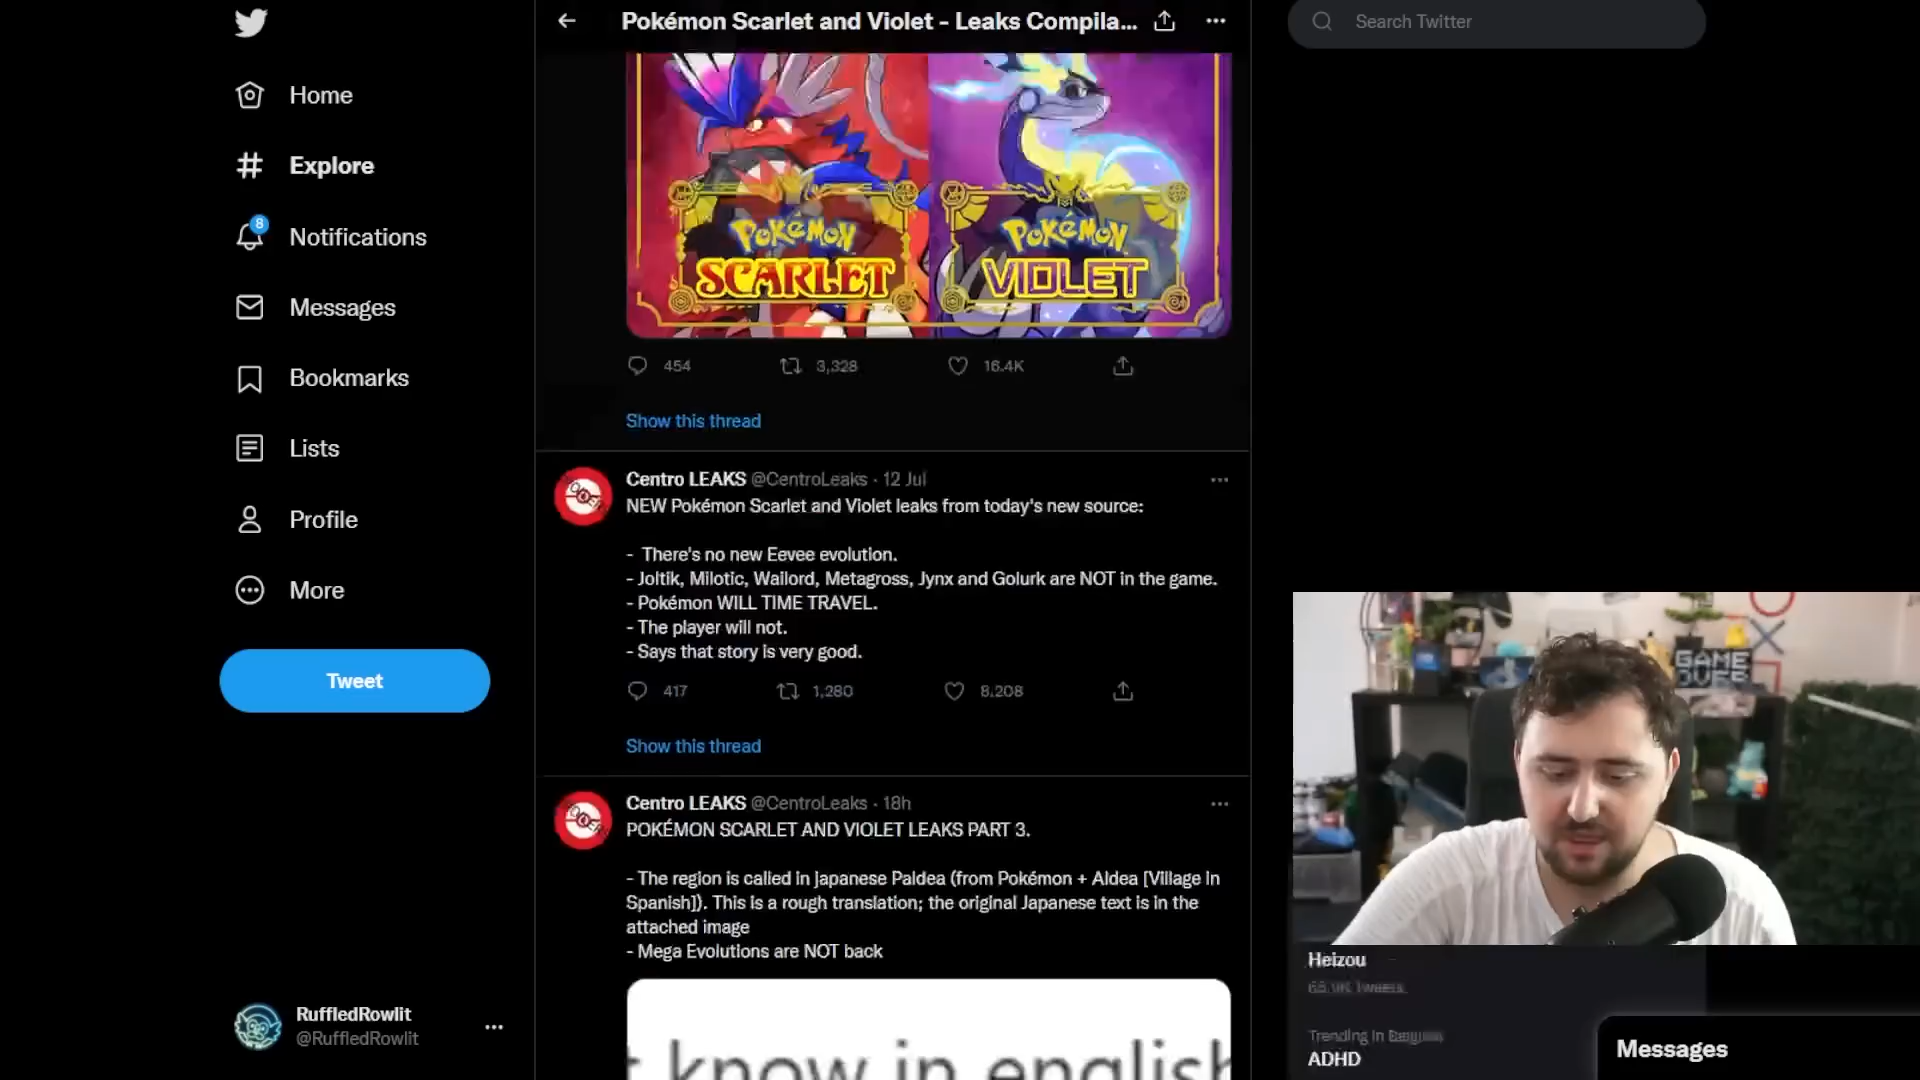 Home
Explore
8
Notifications
Messages
Bookmarks
Lists
Profile
More
Tweet
RuffledRowlit
@RuffledRowlit
Pokémon Scarlet and Violet - Leaks Compila...
POKÉMON
SCARLET
POKÉMON
VIOLET
454
3,328
16.4K
Show this thread
Centro LEAKS @CentroLeaks · 12 Jul
NEW Pokémon Scarlet and Violet leaks from today's new source:
- There's no new Eevee evolution.
- Joltik, Milotic, Wailord, Metagross, Jynx and Golurk are NOT in the game.
- Pokémon WILL TIME TRAVEL.
- The player will not.
- Says that story is very good.
417
1,280
8,208
Show this thread
Centro LEAKS @CentroLeaks · 18h
POKÉMON SCARLET AND VIOLET LEAKS PART 3.
- The region is called in japanese Paldea (from Pokémon + Aldea [Village in
Spanish]). This is a rough translation; the original Japanese text is in the
attached image
- Mega Evolutions are NOT back
know in english
Search Twitter
GAME
OVER
Heizou
Tweets
Trending in
ADHD
Messages